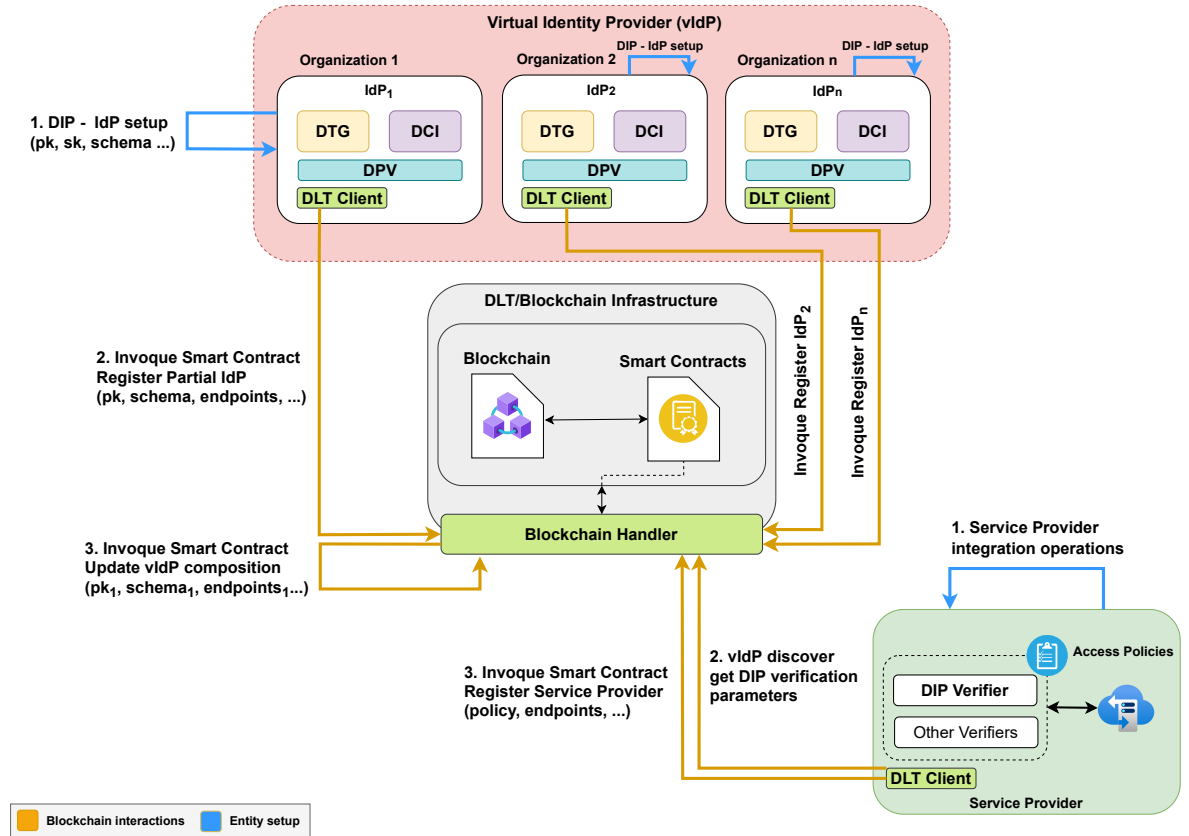 Virtual Identity Provider (vIdP)
Organization 1
Organization 2
DIP - IdP setup
Organization n
DIP - IdP setup
IdP1
DTG
DCI
DPV
DLT Client
IdP2
DTG
DCI
DPV
DLT Client
IdPn
DTG
DCI
DPV
DLT Client
1. DIP -  IdP setup
(pk, sk, schema ...)
2. Invoque Smart Contract
Register Partial IdP
(pk, schema, endpoints, ...)
DLT/Blockchain Infrastructure
Blockchain
Smart Contracts
Blockchain Handler
Invoque Register IdP2
Invoque Register IdPn
3. Invoque Smart Contract
Update vIdP composition
(pk1, schema1, endpoints1...)
1. Service Provider
integration operations
3. Invoque Smart Contract
Register Service Provider
(policy, endpoints, ...)
2. vIdP discover
get DIP verification
parameters
Access Policies
DIP Verifier
Other Verifiers
DLT Client
Service Provider
Blockchain interactions
Entity setup